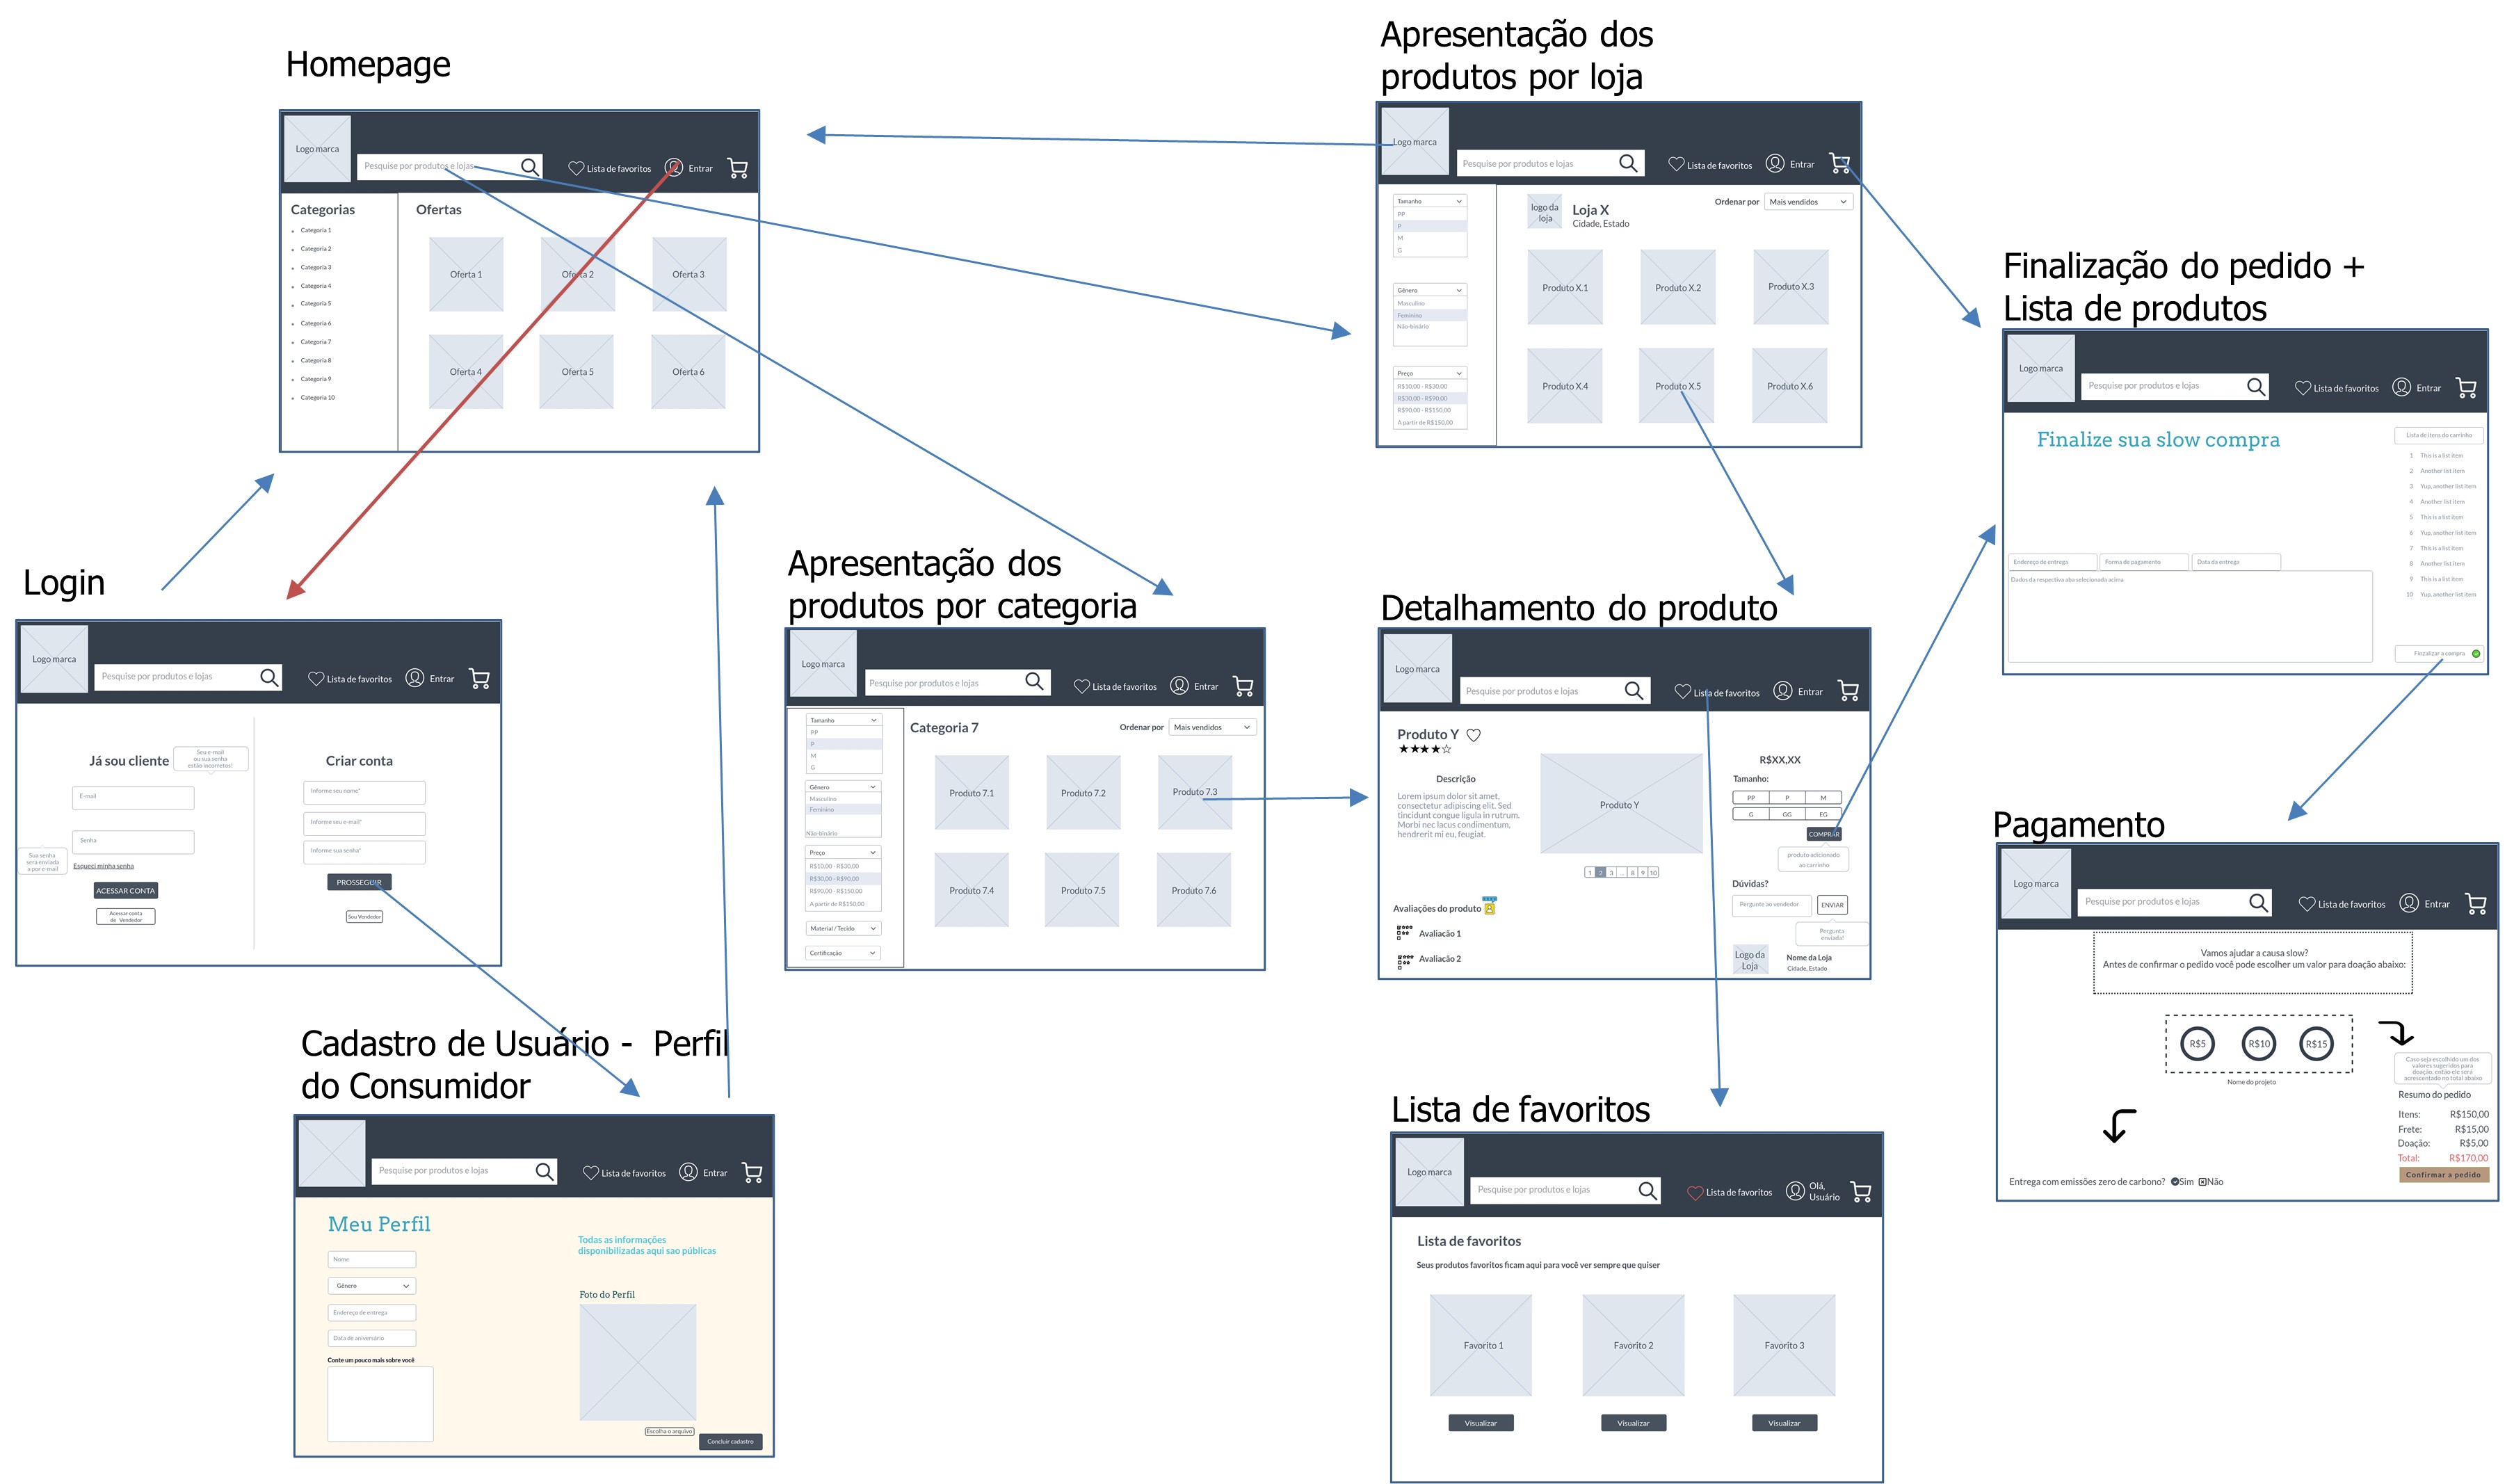 Homepage
Logo marca
Pesquise por produtos e lojas
Lista de favoritos
Entrar
Categorias
Categoria 1
Categoria 2
Categoria 3
Categoria 4
Categoria 5
Categoria 6
Categoria 7
Categoria 8
Categoria 9
Categoria 10
Ofertas
Oferta 1
Oferta 2
Oferta 3
Oferta 4
Oferta 5
Oferta 6
Apresentação dos
produtos por loja
Logo marca
Pesquise por produtos e lojas
Lista de favoritos
Entrar
Tamanho
PP
P
M
G
Gênero
Masculino
Feminino
Não-binário
Preço
R$10,00 - R$30,00
R$30,00 - R$90,00
R$90,00 - R$150,00
A partir de R$150,00
logo da
loja
Loja X
Cidade, Estado
Ordenar por
Mais vendidos
Produto X.1
Produto X.2
Produto X.3
Produto X.4
Produto X.5
Produto X.6
Finalização do pedido +
Lista de produtos
Logo marca
Pesquise por produtos e lojas
Lista de favoritos
Entrar
Finalize sua slow compra
Lista de itens do carrinho
1 This is a list item
2 Another list item
3 Yup, another list item
4 Another list item
5 This is a list item
6 Yup, another list item
7 This is a list item
8 Another list item
9 This is a list item
10 Yup, another list item
Endereço de entrega
Forma de pagamento
Data da entrega
Dados da respectiva aba selecionada acima
Finzalizar a compra
Login
Logo marca
Pesquise por produtos e lojas
Lista de favoritos
Entrar
Já sou cliente
Seu e-mail
ou sua senha
estão incorretos!
E-mail
Senha
Sua senha
sera enviada
a por e-mail
Esqueci minha senha
ACESSAR CONTA
Acessar conta
de Vendedor
Criar conta
Informe seu nome*
Informe seu e-mail*
Informe sua senha*
PROSSEGUIR
Sou Vendedor
Apresentação dos
produtos por categoria
Logo marca
Pesquise por produtos e lojas
Lista de favoritos
Entrar
Tamanho
PP
P
M
G
Gênero
Masculino
Feminino
Não-binário
Preço
R$10,00 - R$30,00
R$30,00 - R$90,00
R$90,00 - R$150,00
A partir de R$150,00
Material / Tecido
Certificação
Categoria 7
Ordenar por
Mais vendidos
Produto 7.1
Produto 7.2
Produto 7.3
Produto 7.4
Produto 7.5
Produto 7.6
Detalhamento do produto
Logo marca
Pesquise por produtos e lojas
Lista de favoritos
Entrar
Produto Y
Descrição
Lorem ipsum dolor sit amet,
consectetur adipiscing elit. Sed
tincidunt congue ligula in rutrum.
Morbi nec lacus condimentum,
hendrerit mi eu, feugiat.
Produto Y
1 2 3 ... 8 9 10
R$XX,XX
Tamanho:
PP P M
G GG EG
COMPRAR
produto adicionado
ao carrinho
Dúvidas?
Pergunte ao vendedor
ENVIAR
Pergunta
enviada!
Avaliações do produto
Avaliacão 1
Avaliacão 2
Logo da
Loja
Nome da Loja
Cidade, Estado
Pagamento
Logo marca
Pesquise por produtos e lojas
Lista de favoritos
Entrar
Vamos ajudar a causa slow?
Antes de confirmar o pedido você pode escolher um valor para doação abaixo:
R$5
R$10
R$15
Nome do projeto
Caso seja escolhido um dos
valores sugeridos para
doação, então ele será
acrescentado no total abaixo
Resumo do pedido
Itens: R$150,00
Frete: R$15,00
Doação: R$5,00
Total: R$170,00
Confirmar a pedido
Entrega com emissões zero de carbono? Sim Não
Cadastro de Usuário - Perfil
do Consumidor
Pesquise por produtos e lojas
Lista de favoritos
Entrar
Meu Perfil
Nome
Gênero
Endereço de entrega
Data de aniversário
Conte um pouco mais sobre você
Todas as informações
disponibilizadas aqui sao públicas
Foto do Perfil
Escolha o arquivo
Concluir cadastro
Lista de favoritos
Logo marca
Pesquise por produtos e lojas
Lista de favoritos
Olá,
Usuário
Lista de favoritos
Seus produtos favoritos ficam aqui para você ver sempre que quiser
Favorito 1
Favorito 2
Favorito 3
Visualizar
Visualizar
Visualizar